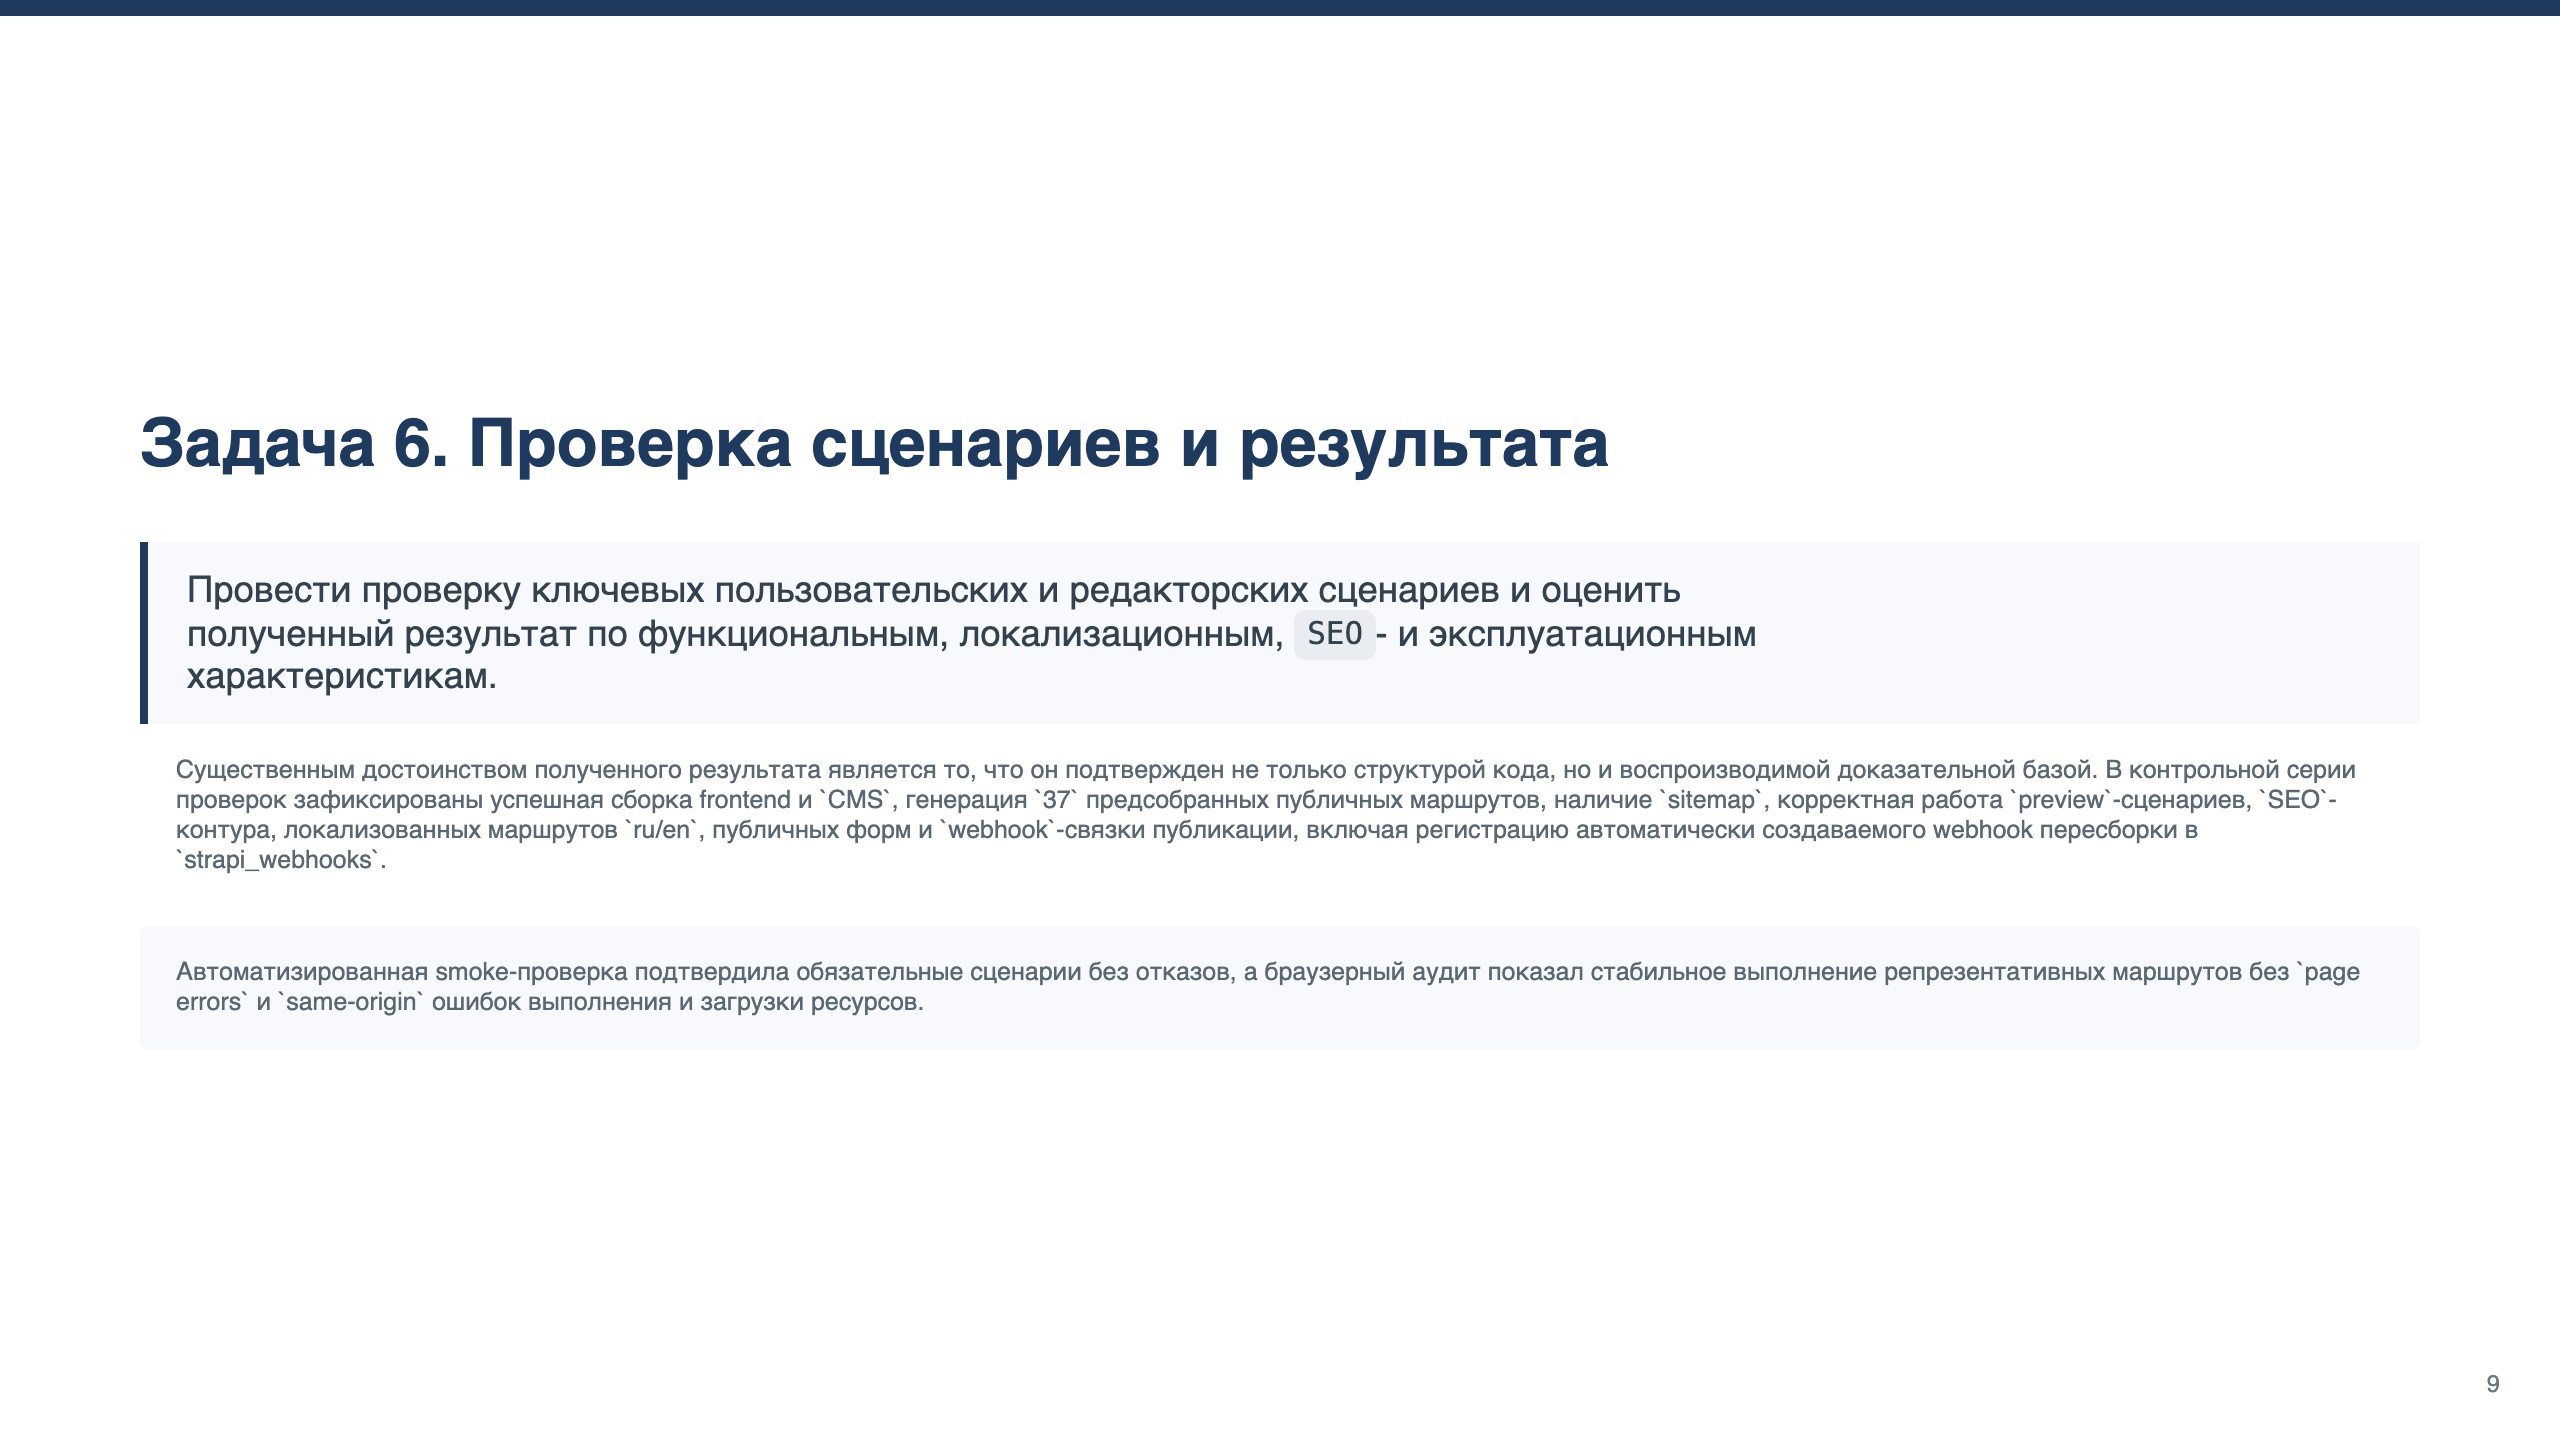 Задача 6. Проверка сценариев и результата
Провести проверку ключевых пользовательских и редакторских сценариев и оценить
полученный результат по функциональным, локализационным, SEO- и эксплуатационным
характеристикам.
Существенным достоинством полученного результата является то, что он подтвержден не только структурой кода, но и воспроизводимой доказательной базой. В контрольной серии
проверок зафиксированы успешная сборка frontend и `CMS`, генерация `37` предсобранных публичных маршрутов, наличие `sitemap`, корректная работа `preview`-сценариев, `SEO`-
контура, локализованных маршрутов `ru/en`, публичных форм и `webhook`-связки публикации, включая регистрацию автоматически создаваемого webhook пересборки в
`strapi_webhooks`.
Автоматизированная smoke-проверка подтвердила обязательные сценарии без отказов, а браузерный аудит показал стабильное выполнение репрезентативных маршрутов без `page
errors` и `same-origin` ошибок выполнения и загрузки ресурсов.
9